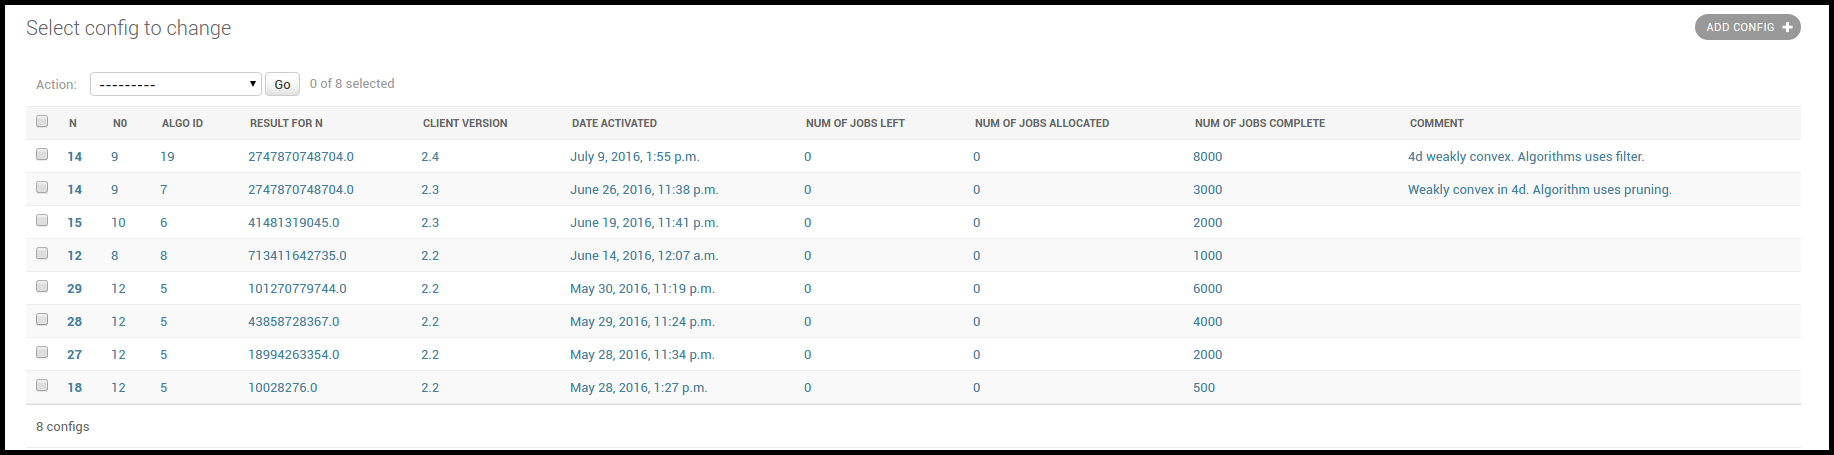 Select config to change
ADD CONFIG +
Action: --------- Go 0 of 8 selected
N N0 ALGO ID RESULT FOR N CLIENT VERSION DATE ACTIVATED NUM OF JOBS LEFT NUM OF JOBS ALLOCATED NUM OF JOBS COMPLETE COMMENT
14 9 19 2747870748704.0 2.4 July 9, 2016, 1:55 p.m. 0 0 8000 4d weakly convex. Algorithms uses filter.
14 9 7 2747870748704.0 2.3 June 26, 2016, 11:38 p.m. 0 0 3000 Weakly convex in 4d. Algorithm uses pruning.
15 10 6 41481319045.0 2.3 June 19, 2016, 11:41 p.m. 0 0 2000
12 8 8 713411642735.0 2.2 June 14, 2016, 12:07 a.m. 0 0 1000
29 12 5 101270779744.0 2.2 May 30, 2016, 11:19 p.m. 0 0 6000
28 12 5 43858728367.0 2.2 May 29, 2016, 11:24 p.m. 0 0 4000
27 12 5 18994263354.0 2.2 May 28, 2016, 11:34 p.m. 0 0 2000
18 12 5 10028276.0 2.2 May 28, 2016, 1:27 p.m. 0 0 500
8 configs